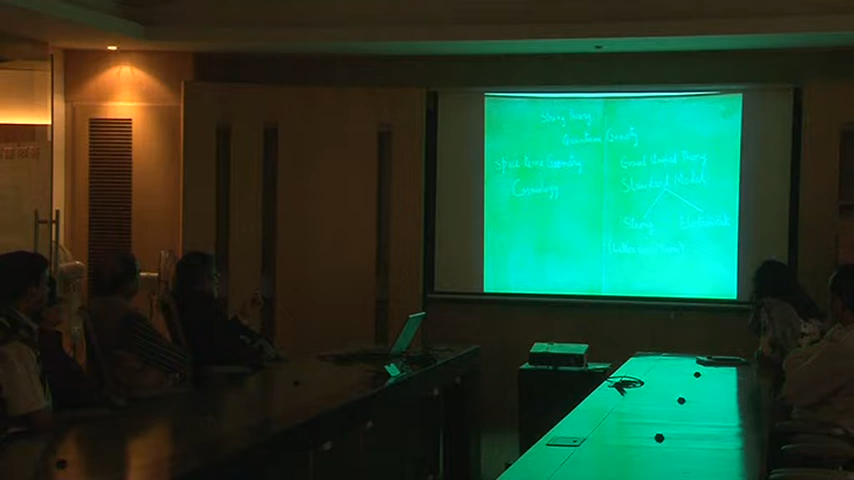 String Theory
Quantum Gravity
Space time Geometry
Grand Unified Theory
Cosmology
Standard Model
Strong
Electroweak